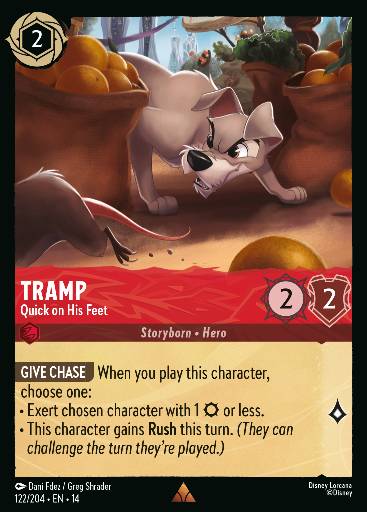 2
TRAMP
Quick on His Feet
2 2
Storyborn • Hero
GIVE CHASE When you play this character,
choose one:
• Exert chosen character with 1 or less.
• This character gains Rush this turn. (They can
challenge the turn they're played.)
Dani Fdez / Greg Shrader
122/204 • EN • 14
Disney Lorcana
©Disney